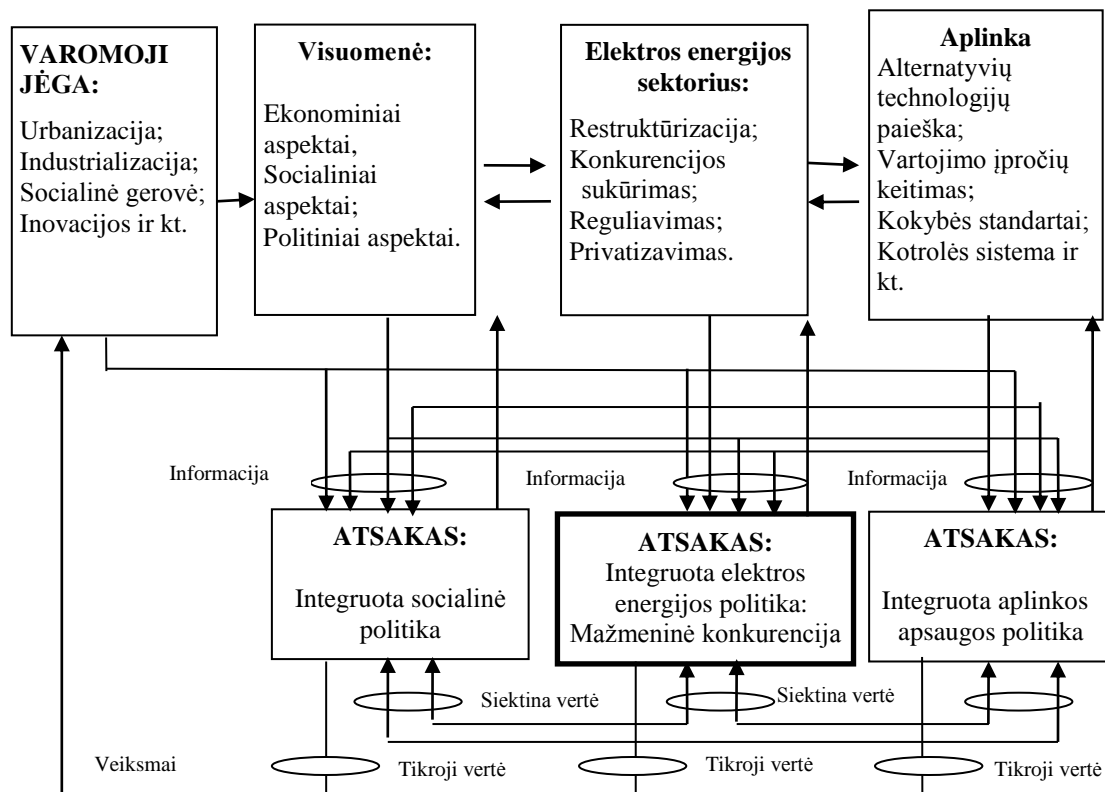 VAROMOJI
JĖGA:
Urbanizacija;
Industrializacija;
Socialinė gerovė;
Inovacijos ir kt.
Visuomenė:
Ekonominiai
aspektai,
Socialiniai
aspektai;
Politiniai aspektai.
Elektros energijos
sektorius:
Restruktūrizacija;
Konkurencijos
sukūrimas;
Reguliavimas;
Privatizavimas.
Aplinka
Alternatyvių
technologijų
paieška;
Vartojimo įpročių
keitimas;
Kokybės standartai;
Kotrolės sistema ir
kt.
Informacija
Informacija
Informacija
ATSAKAS:
Integruota socialinė
politika
ATSAKAS:
Integruota elektros
energijos politika:
Mažmeninė konkurencija
ATSAKAS:
Integruota aplinkos
apsaugos politika
Siektina vertė
Siektina vertė
Veiksmai
Tikroji vertė
Tikroji vertė
Tikroji vertė